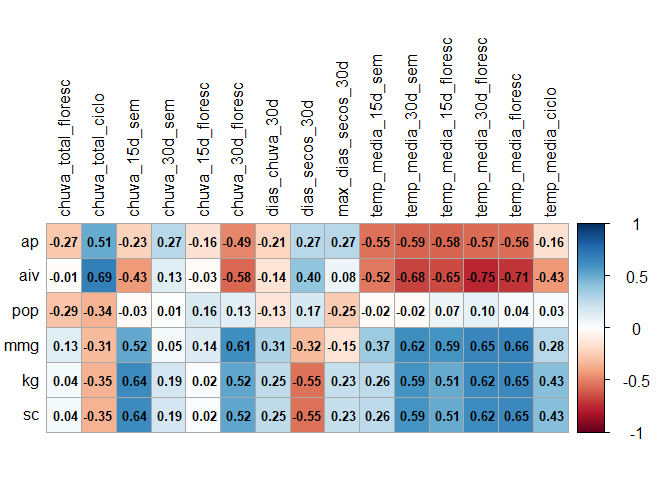 chuva_total_floresc
chuva_total_ciclo
chuva_15d_sem
chuva_30d_sem
chuva_15d_floresc
chuva_30d_floresc
dias_chuva_30d
dias_secos_30d
max_dias_secos_30d
temp_media_15d_sem
temp_media_30d_sem
temp_media_15d_floresc
temp_media_30d_floresc
temp_media_floresc
temp_media_ciclo
ap -0.27 0.51 -0.23 0.27 -0.16 -0.49 -0.21 0.27 0.27 -0.55 -0.59 -0.58 -0.57 -0.56 -0.16
aiv -0.01 0.69 -0.43 0.13 -0.03 -0.58 -0.14 0.40 0.08 -0.52 -0.68 -0.65 -0.75 -0.71 -0.43
pop -0.29 -0.34 -0.03 0.01 0.16 0.13 -0.13 0.17 -0.25 -0.02 -0.02 0.07 0.10 0.04 0.03
mmg 0.13 -0.31 0.52 0.05 0.14 0.61 0.31 -0.32 -0.15 0.37 0.62 0.59 0.65 0.66 0.28
kg 0.04 -0.35 0.64 0.19 0.02 0.52 0.25 -0.55 0.23 0.26 0.59 0.51 0.62 0.65 0.43
sc 0.04 -0.35 0.64 0.19 0.02 0.52 0.25 -0.55 0.23 0.26 0.59 0.51 0.62 0.65 0.43
1
0.5
0
-0.5
-1